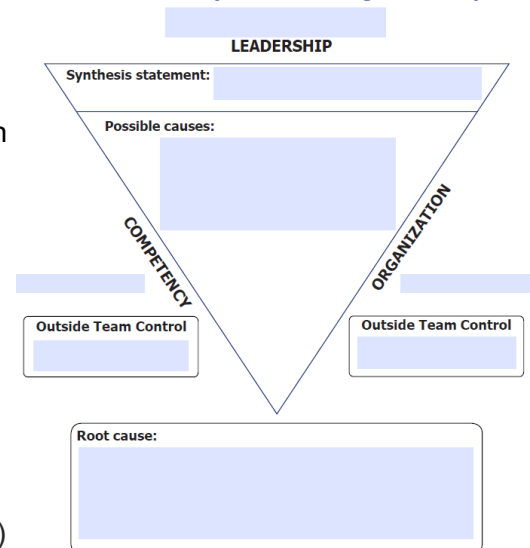 LEADERSHIP
Synthesis statement:
Possible causes:
COMPETENCY
ORGANIZATION
Outside Team Control
Outside Team Control
Root cause:
)